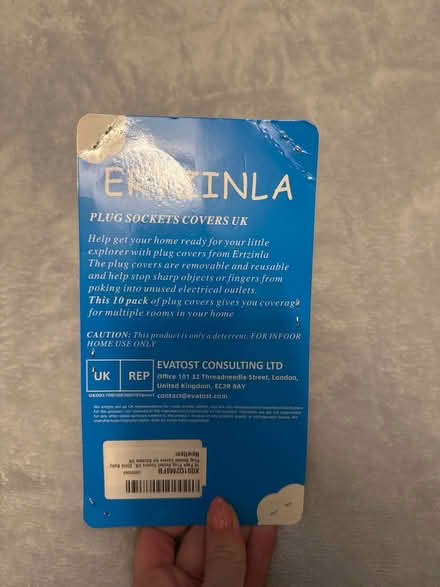 ERTZINLA
PLUG SOCKETS COVERS UK
Help get your home ready for your little
explorer with plug covers from Ertzinla
The plug covers are removable and reusable
and help stop sharp objects or fingers from
poking into unused electrical outlets.
This 10 pack of plug covers gives you coverage
for multiple rooms in your home
CAUTION: This product is only a deterrent. FOR INFOOR
HOME USE ONLY
UK REP
EVATOST CONSULTING LTD
Office 101 32 Threadneedle Street, London,
United Kingdom, EC2R 8AY
contact@evatost.com
New